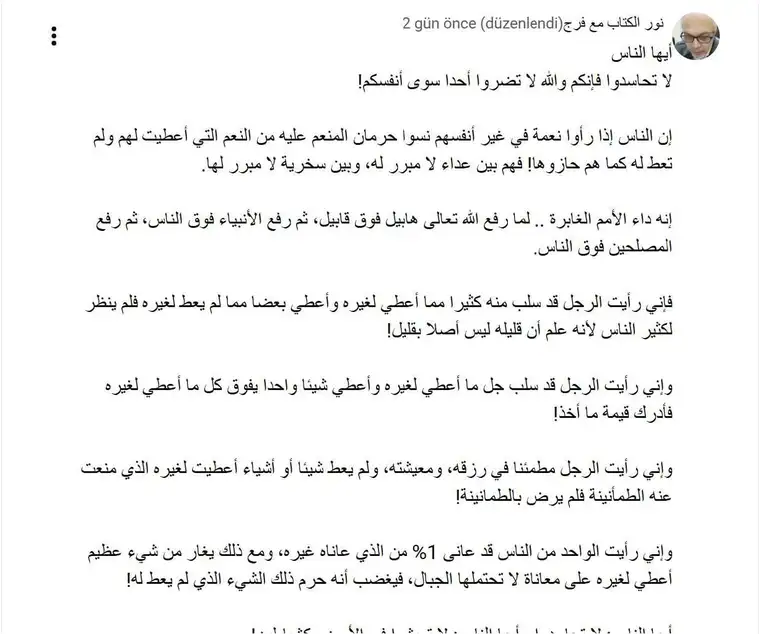 نور الكتاب مع فرج(düzenlendi) 2 gün önce
أيها الناس
لا تحاسدوا فإنكم والله لا تضروا أحدا سوى أنفسكم!
إن الناس إذا رأوا نعمة في غير أنفسهم نسوا حرمان المنعم عليه من النعم التي أعطيت لهم ولم
تعط له كما هم حازوها! فهم بين عداء لا مبرر له، وبين سخرية لا مبرر لها.
إنه داء الأمم الغابرة .. لما رفع الله تعالى هابيل فوق قابيل، ثم رفع الأنبياء فوق الناس، ثم رفع
المصلحين فوق الناس.
فإني رأيت الرجل قد سلب منه كثيرا مما أعطي لغيره وأعطي بعضا مما لم يعط لغيره فلم ينظر
لكثير الناس لأنه علم أن قليله ليس أصلا بقليل!
وإني رأيت الرجل قد سلب جل ما أعطي لغيره وأعطي شيئا واحدا يفوق كل ما أعطي لغيره
فأدرك قيمة ما أخذ!
وإني رأيت الرجل مطمئنا في رزقه، ومعيشته، ولم يعط شيئا أو أشياء أعطيت لغيره الذي منعت
عنه الطمأنينة فلم يرض بالطمانينة!
وإني رأيت الواحد من الناس قد عانى 1% من الذي عاناه غيره، ومع ذلك يغار من شيء عظيم
أعطي لغيره على معاناة لا تحتملها الجبال، فيغضب أنه حرم ذلك الشيء الذي لم يعط له!